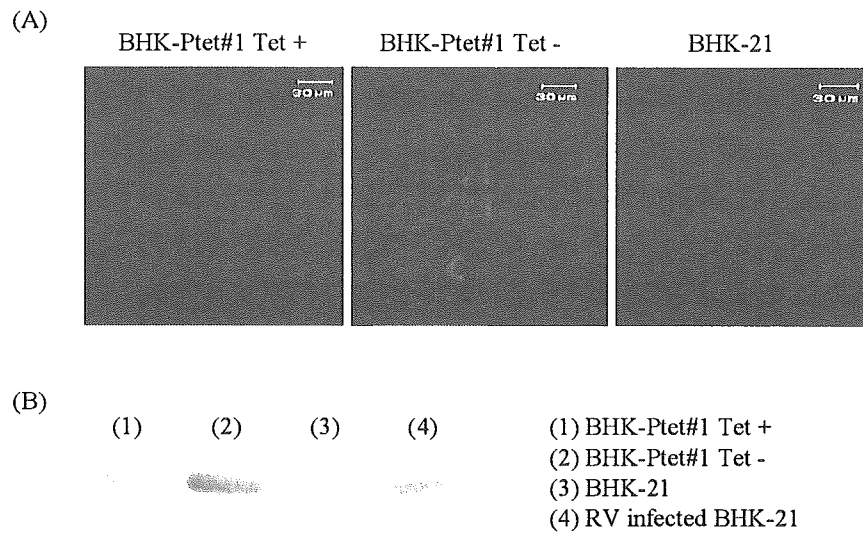 (A)
BHK-Ptet#1 Tet +
BHK-Ptet#1 Tet -
BHK-21
30 µm
30 µm
30 µm
(B)
(1)
(2)
(3)
(4)
(1) BHK-Ptet#1 Tet +
(2) BHK-Ptet#1 Tet -
(3) BHK-21
(4) RV infected BHK-21